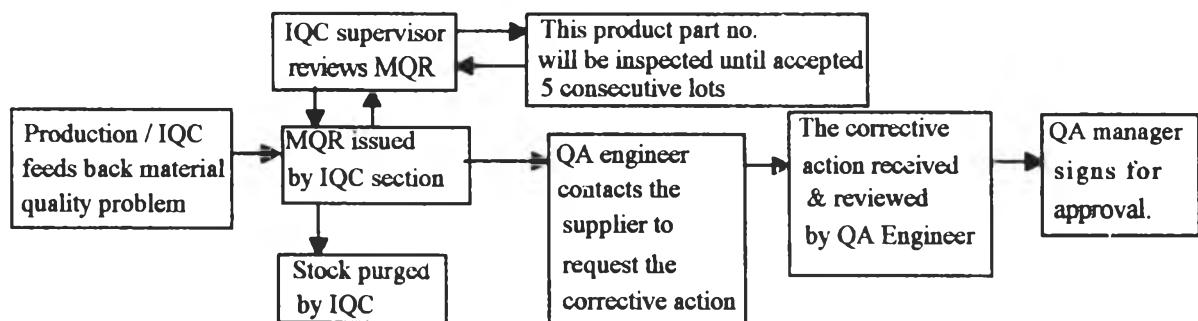 IQC supervisor
reviews MQR
This product part no.
will be inspected until accepted
5 consecutive lots
Production / IQC
feeds back material
quality problem
MQR issued
by IQC section
QA engineer
contacts the
supplier to
request the
corrective action
The corrective
action received
& reviewed
by QA Engineer
QA manager
signs for
approval.
Stock purged
by IQC